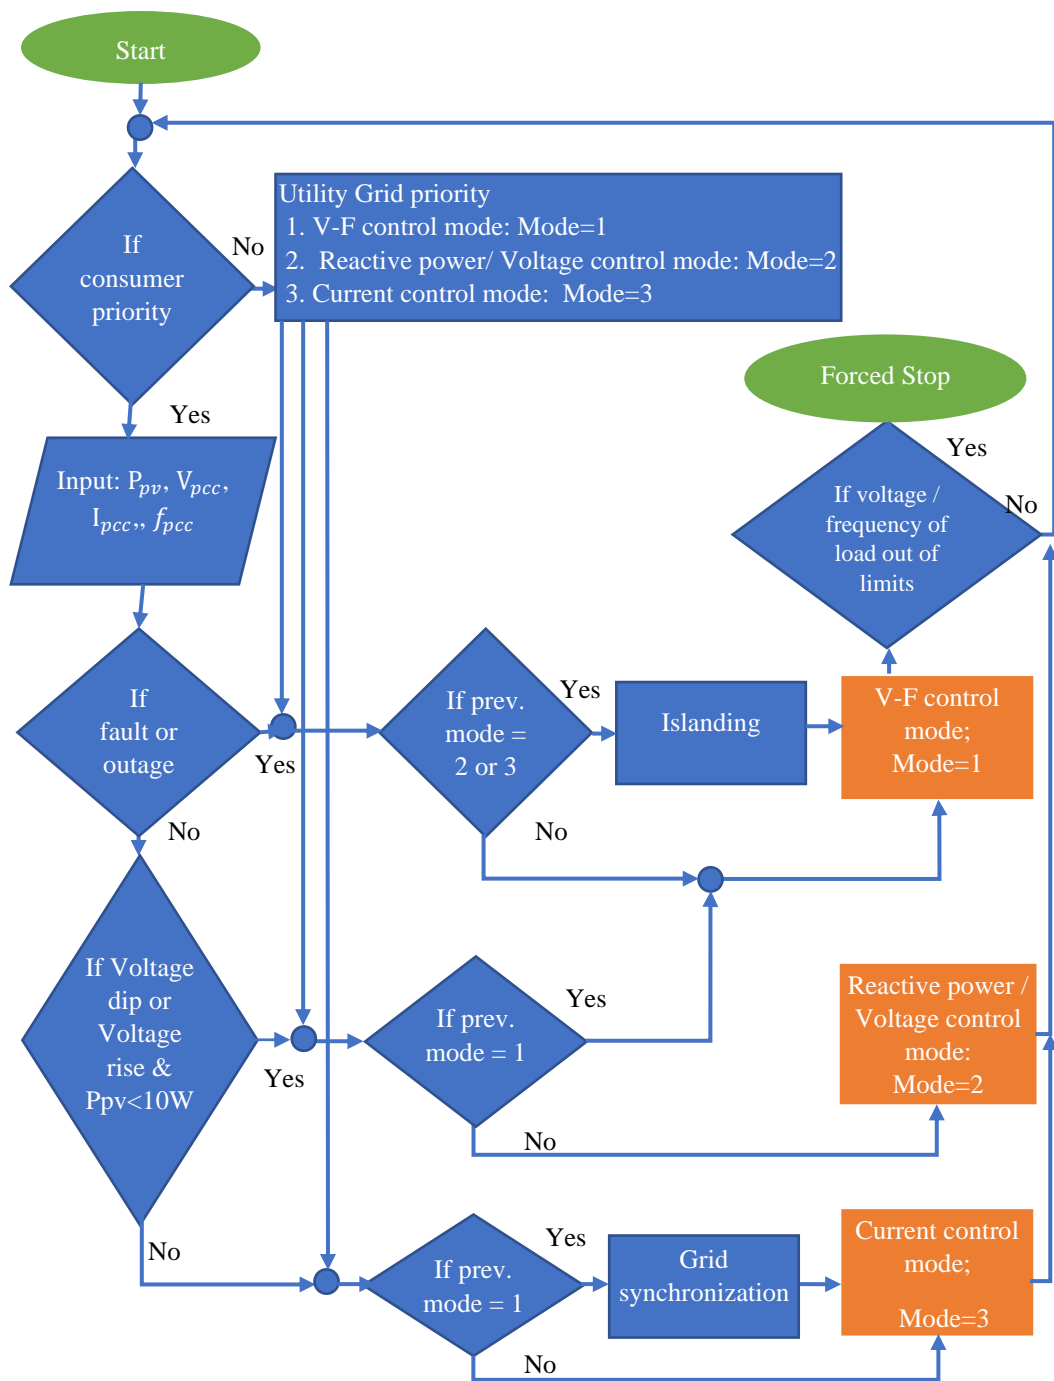 Start
If
consumer
priority
No
Utility Grid priority
1. V-F control mode: Mode=1
2. Reactive power/ Voltage control mode: Mode=2
3. Current control mode: Mode=3
Yes
Forced Stop
Input: P_pv, V_pcc,
I_pcc,, f_pcc
Yes
No
If voltage /
frequency of
load out of
limits
If
fault or
outage
Yes
No
If prev.
mode =
2 or 3
Yes
No
Islanding
V-F control
mode;
Mode=1
If Voltage
dip or
Voltage
rise &
Ppv<10W
Yes
No
If prev.
mode = 1
Yes
No
Reactive power /
Voltage control
mode:
Mode=2
If prev.
mode = 1
Yes
No
Grid
synchronization
Current control
mode;
Mode=3